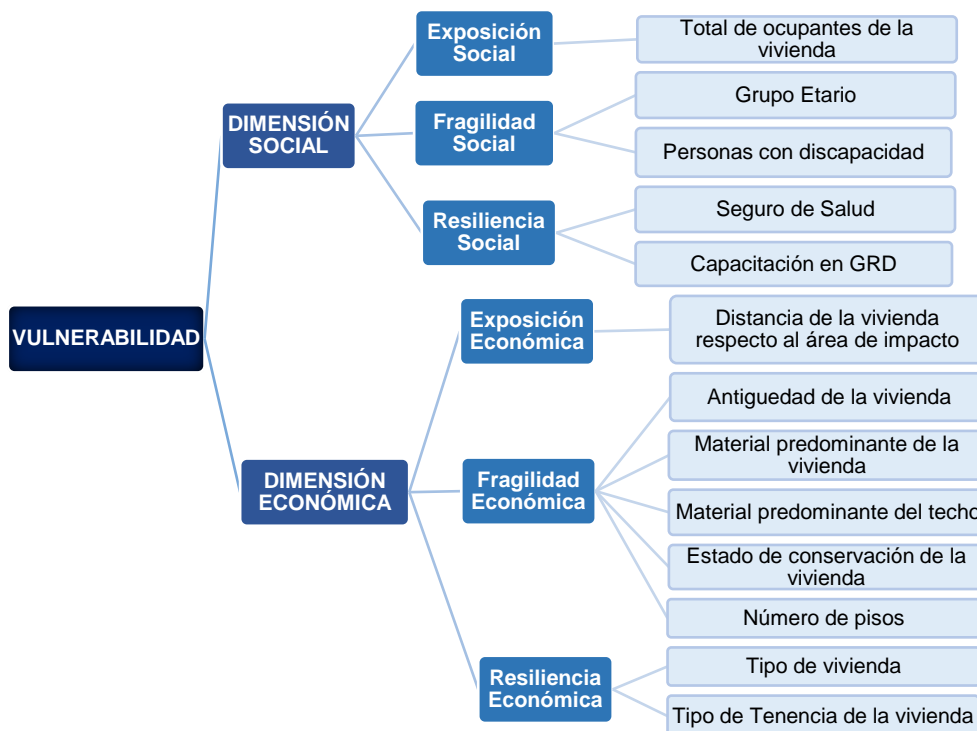 VULNERABILIDAD
DIMENSIÓN
SOCIAL
Exposición
Social
Total de ocupantes de la
vivienda
Fragilidad
Social
Grupo Etario
Personas con discapacidad
Resiliencia
Social
Seguro de Salud
Capacitación en GRD
DIMENSIÓN
ECONÓMICA
Exposición
Económica
Distancia de la vivienda
respecto al área de impacto
Fragilidad
Económica
Antiguedad de la vivienda
Material predominante de la
vivienda
Material predominante del techo
Estado de conservación de la
vivienda
Número de pisos
Resiliencia
Económica
Tipo de vivienda
Tipo de Tenencia de la vivienda